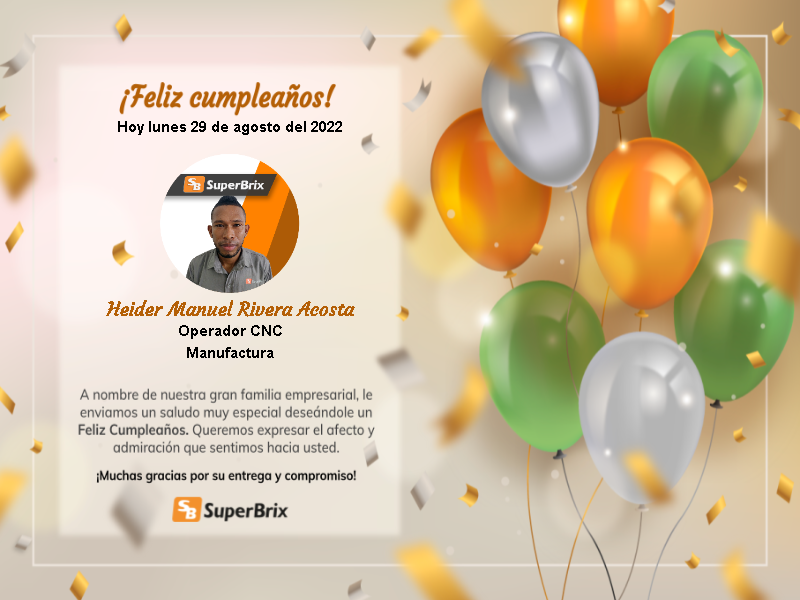 ¡Feliz cumpleaños!
Hoy lunes 29 de agosto del 2022
SB SuperBrix
Heider Manuel Rivera Acosta
Operador CNC
Manufactura
A nombre de nuestra gran familia empresarial, le
enviamos un saludo muy especial deseándole un
Feliz Cumpleaños. Queremos expresar el afecto y
admiración que sentimos hacia usted.
¡Muchas gracias por su entrega y compromiso!
SB SuperBrix